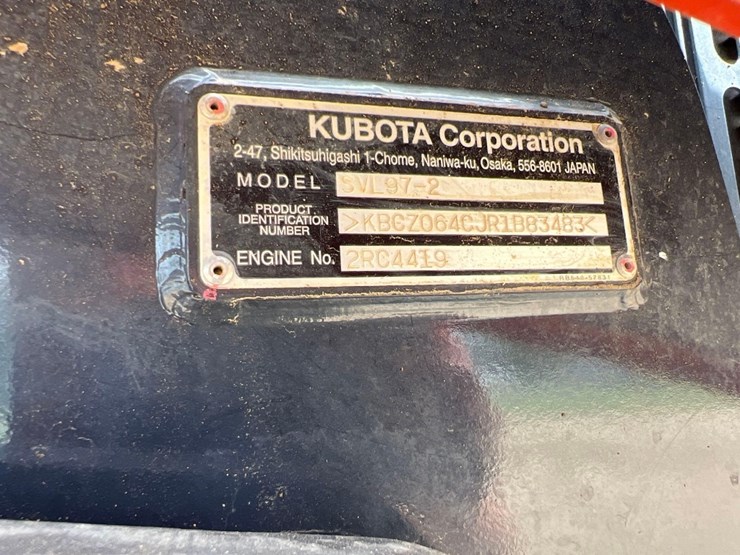 KUBOTA Corporation
2-47, Shikitsuhigashi 1-Chome, Naniwa-ku, Osaka, 556-8601 JAPAN
MODEL SVL97-2
PRODUCT
IDENTIFICATION
NUMBER
>KBCZ064CJR1B83483<
ENGINE No. 2RC4419